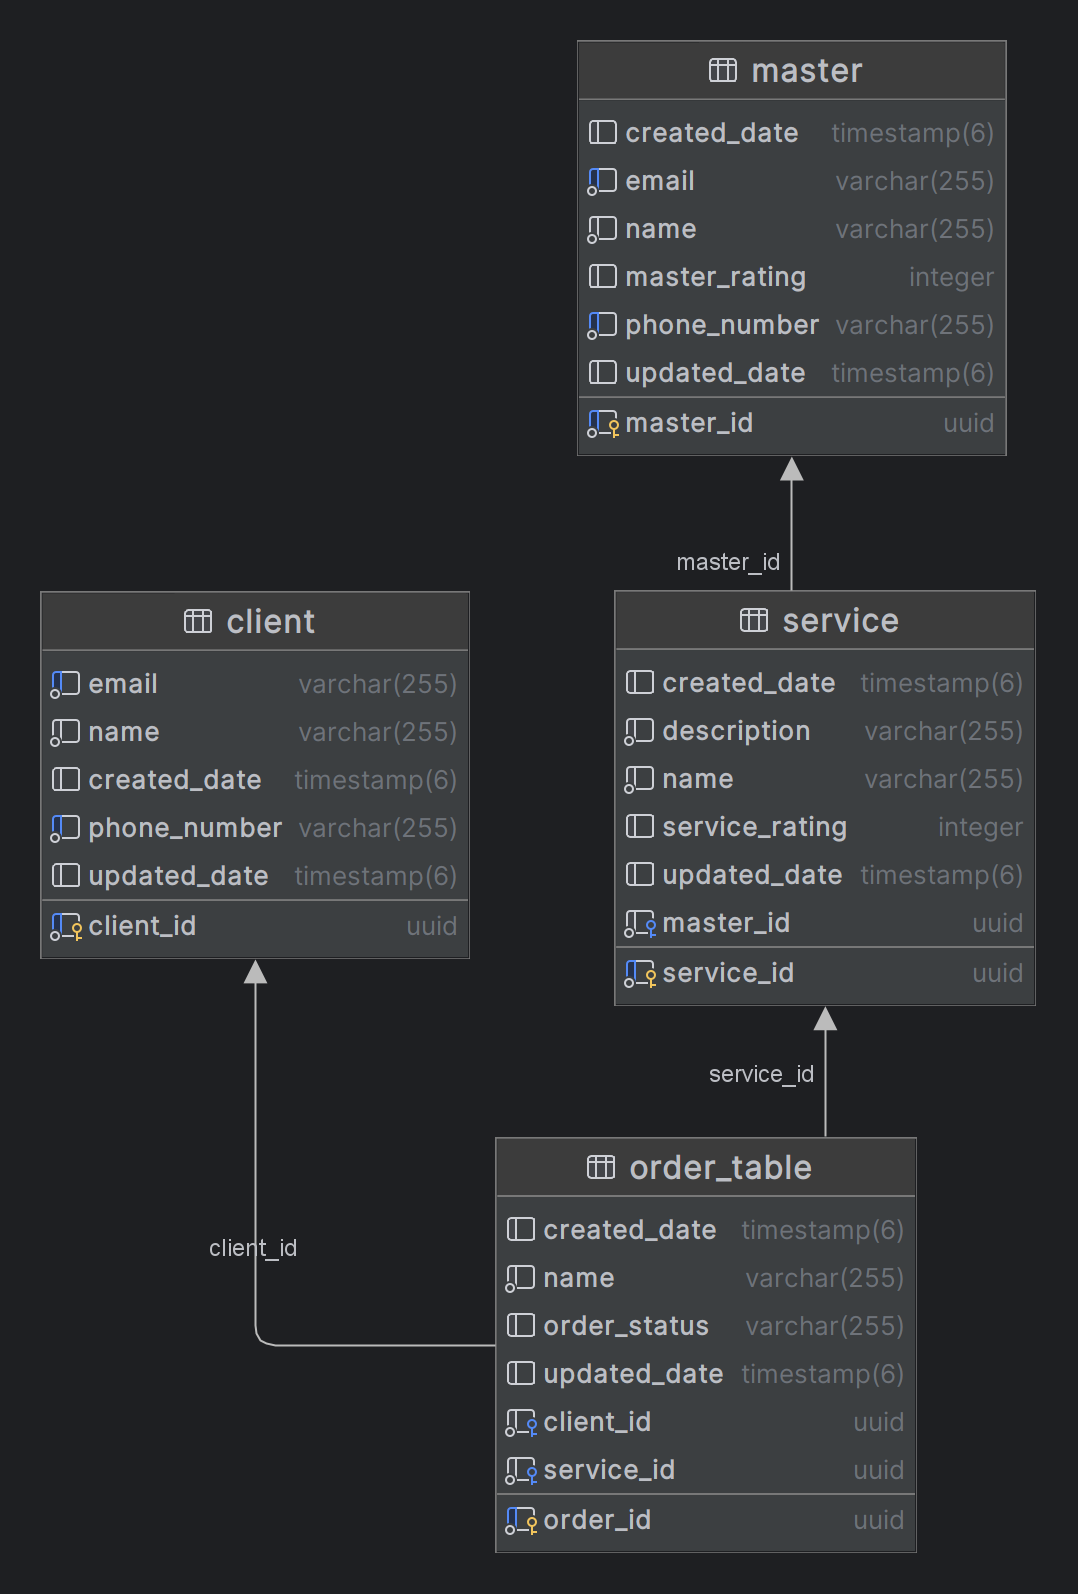 master
created_date timestamp(6)
email varchar(255)
name varchar(255)
master_rating integer
phone_number varchar(255)
updated_date timestamp(6)
master_id uuid
master_id
client
email varchar(255)
name varchar(255)
created_date timestamp(6)
phone_number varchar(255)
updated_date timestamp(6)
client_id uuid
service
created_date timestamp(6)
description varchar(255)
name varchar(255)
service_rating integer
updated_date timestamp(6)
master_id uuid
service_id uuid
service_id
client_id
order_table
created_date timestamp(6)
name varchar(255)
order_status varchar(255)
updated_date timestamp(6)
client_id uuid
service_id uuid
order_id uuid